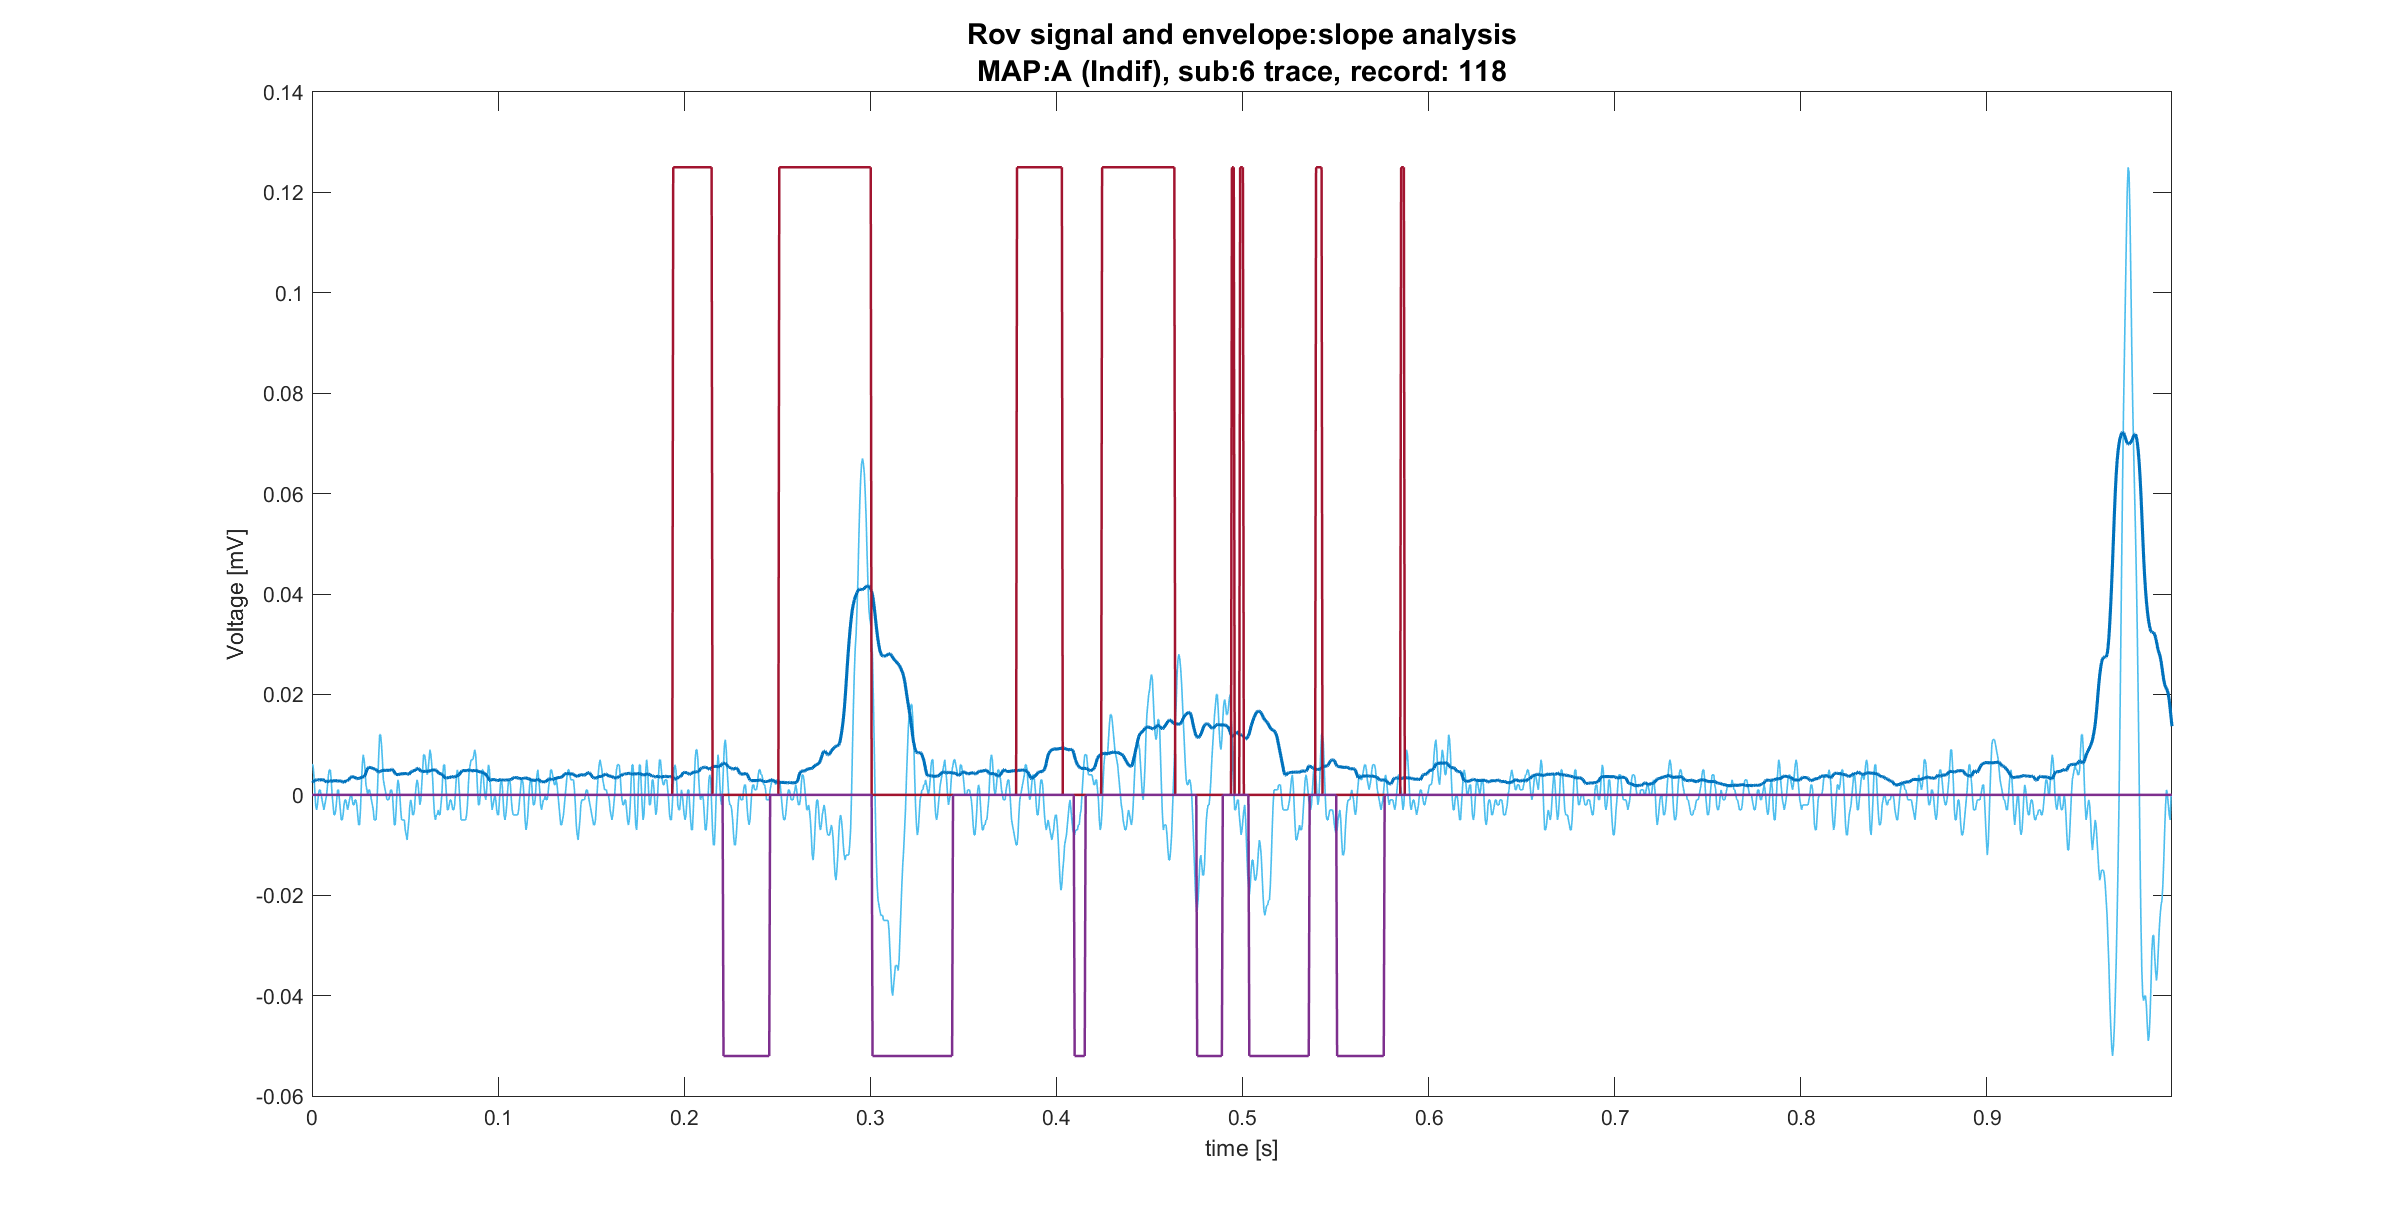 Rov signal and envelope:slope analysis
MAP:A (Indif), sub:6 trace, record: 118
0.14
0.12
0.1
0.08
0.06
0.04
0.02
0
-0.02
-0.04
-0.06
Voltage [mV]
0 0.1 0.2 0.3 0.4 0.5 0.6 0.7 0.8 0.9
time [s]